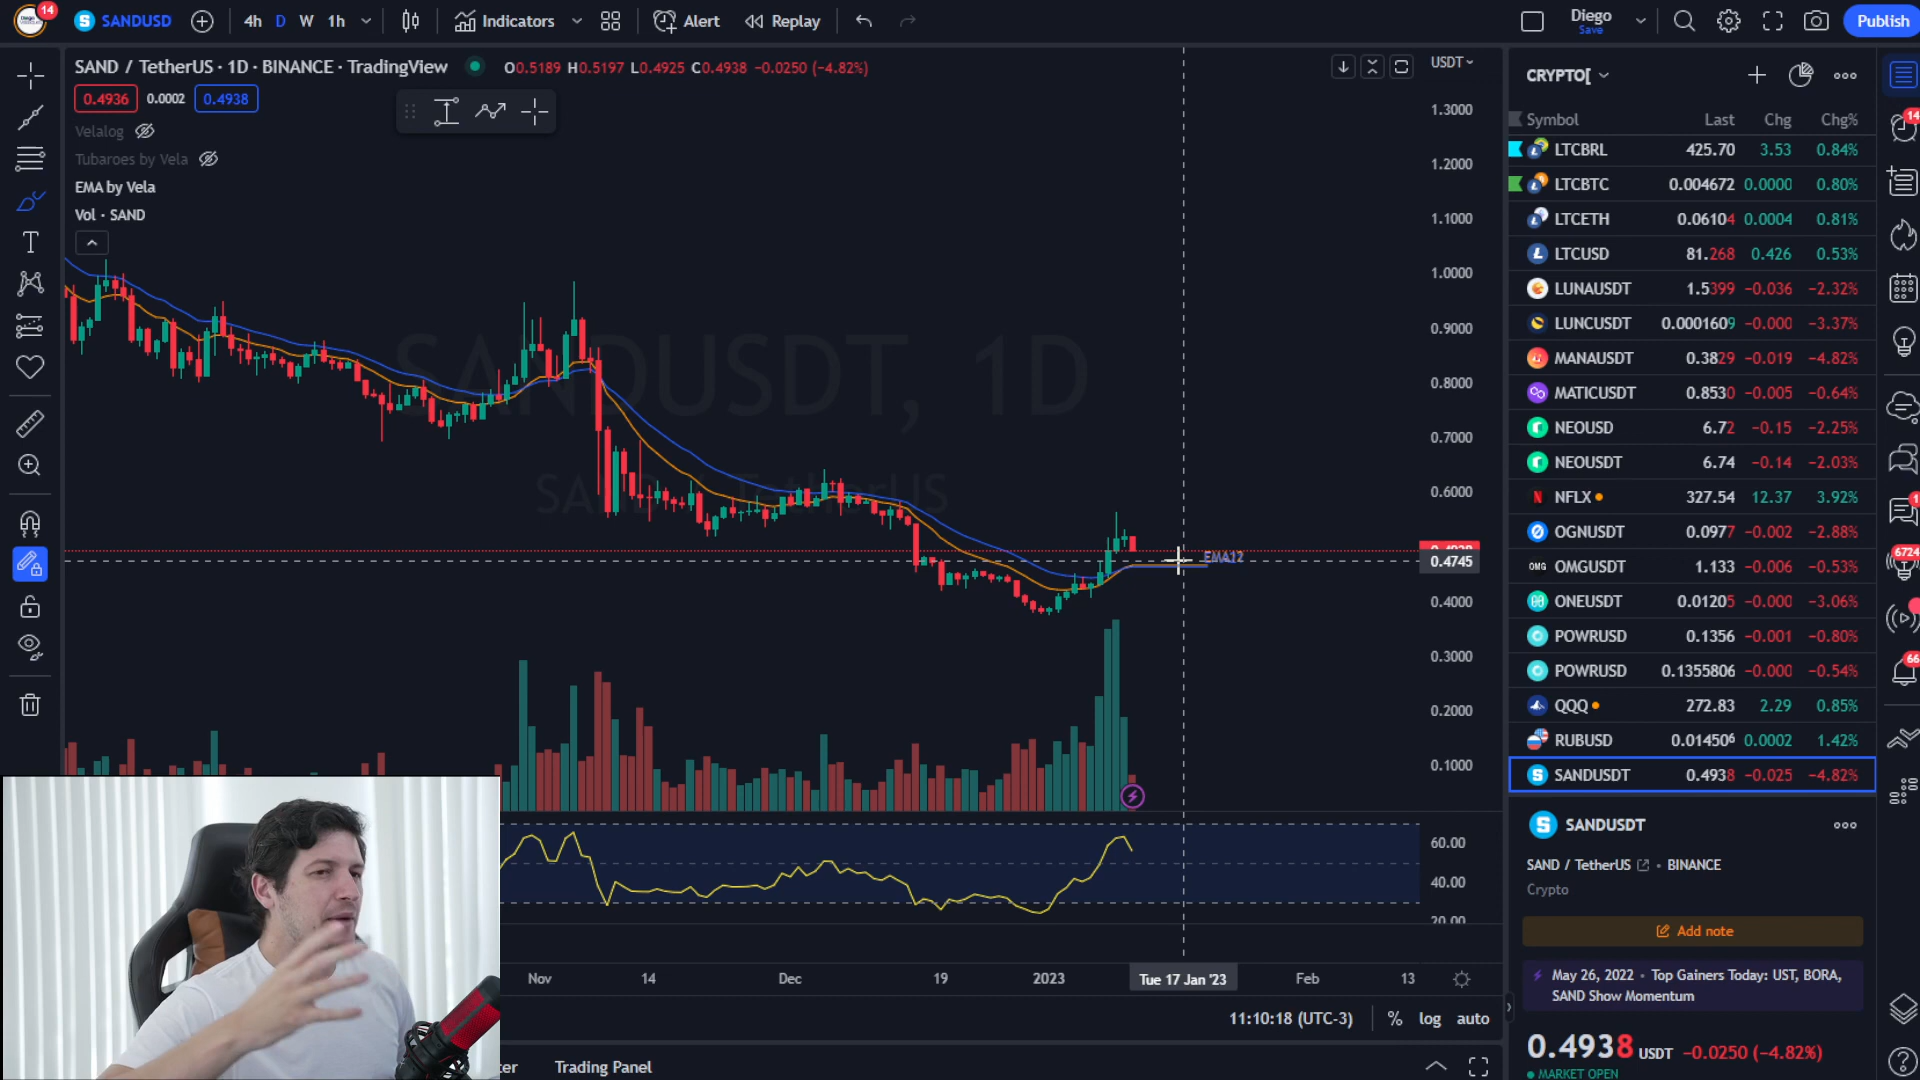 14
SANDUSD
4h
D
W
1h
Indicators
Alert
Replay
Diego
Save
Publish
SAND / TetherUS · 1D · BINANCE · TradingView
O0.5189 H0.5197 L0.4925 C0.4938 −0.0250 (−4.82%)
0.4936
0.0002
0.4938
Velalog
Tubaroes by Vela
EMA by Vela
Vol · SAND
SANDUSDT, 1D
EMA12
USDT
1.3000
1.2000
1.1000
1.0000
0.9000
0.8000
0.7000
0.6000
0.4745
0.4000
0.3000
0.2000
0.1000
60.00
40.00
20.00
Nov
14
Dec
19
2023
Tue 17 Jan '23
Feb
13
11:10:18 (UTC-3)
%
log
auto
Trading Panel
CRYPTO[
Symbol Last Chg Chg%
LTCBRL 425.70 3.53 0.84%
LTCBTC 0.004672 0.0000 0.80%
LTCETH 0.06104 0.0004 0.81%
LTCUSD 81.268 0.426 0.53%
LUNAUSDT 1.5399 −0.036 −2.32%
LUNCUSDT 0.0001609 −0.000 −3.37%
MANAUSDT 0.3829 −0.019 −4.82%
MATICUSDT 0.8530 −0.005 −0.64%
NEOUSD 6.72 −0.15 −2.25%
NEOUSDT 6.74 −0.14 −2.03%
NFLX 327.54 12.37 3.92%
OGNUSDT 0.0977 −0.002 −2.88%
OMG OMGUSDT 1.133 −0.006 −0.53%
ONEUSDT 0.01205 −0.000 −3.06%
POWRUSD 0.1356 −0.001 −0.80%
POWRUSD 0.1355806 −0.000 −0.54%
QQQ 272.83 2.29 0.85%
RUBUSD 0.014506 0.0002 1.42%
SANDUSDT 0.4938 −0.025 −4.82%
SANDUSDT
SAND / TetherUS · BINANCE
Crypto
Add note
May 26, 2022 · Top Gainers Today: UST, BORA,
SAND Show Momentum
0.4938 USDT −0.0250 (−4.82%)
MARKET OPEN
14
6724
66